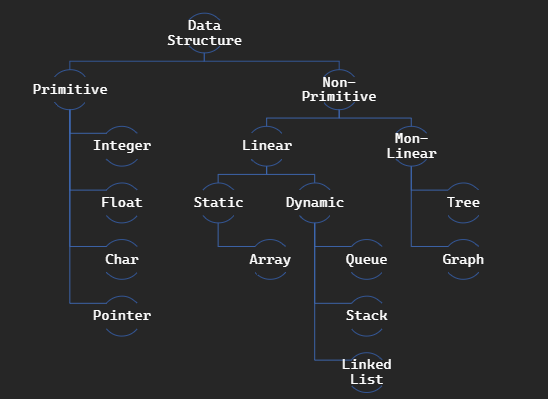 Data
Structure
Primitive
Non-
Primitive
Integer
Linear
Mon-
Linear
Float
Static
Dynamic
Tree
Char
Array
Queue
Graph
Pointer
Stack
Linked
List